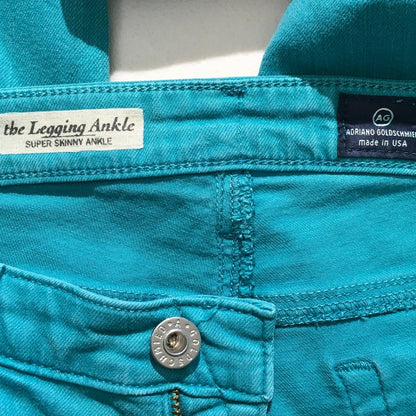 the Legging Ankle
SUPER SKINNY ANKLE
AG
ADRIANO GOLDSCHMIE
made in USA